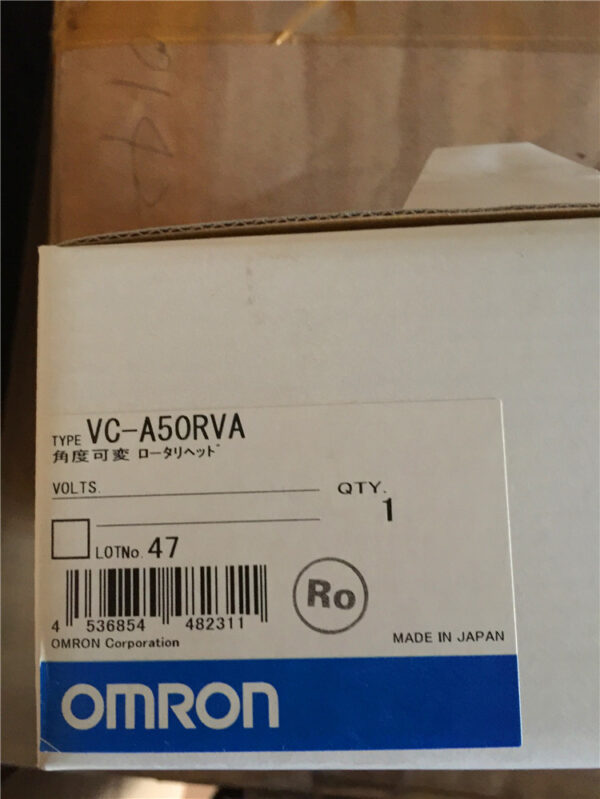 TYPE VC-A50RVA
角度可変 ロータリヘッド
VOLTS.
QTY.
1
LOTNo. 47
4 536854 482311
Ro
OMRON Corporation
MADE IN JAPAN
OMRON